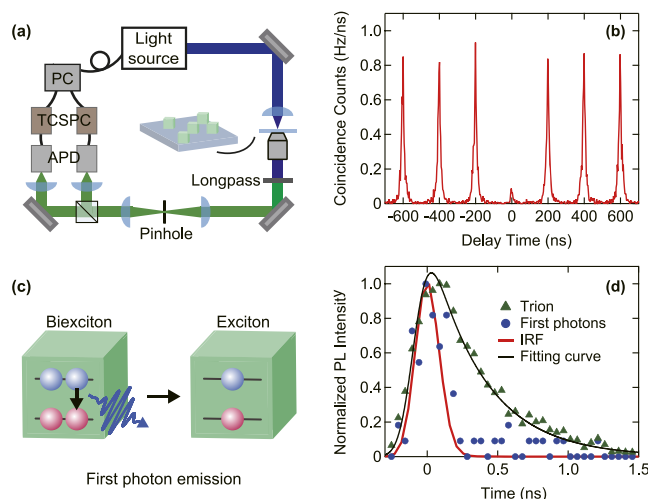 (a)
Light
source
PC
TCSPC
APD
Longpass
Pinhole
(b)
Coincidence Counts (Hz/ns)
1
0.8
0.6
0.4
0.2
0
-600 -400 -200 0 200 400 600
Delay Time (ns)
(c)
Biexciton
Exciton
First photon emission
(d)
Normalized PL Intensity
1.0
0.8
0.6
0.4
0.2
0
Trion
First photons
IRF
Fitting curve
0 0.5 1.0 1.5
Time (ns)